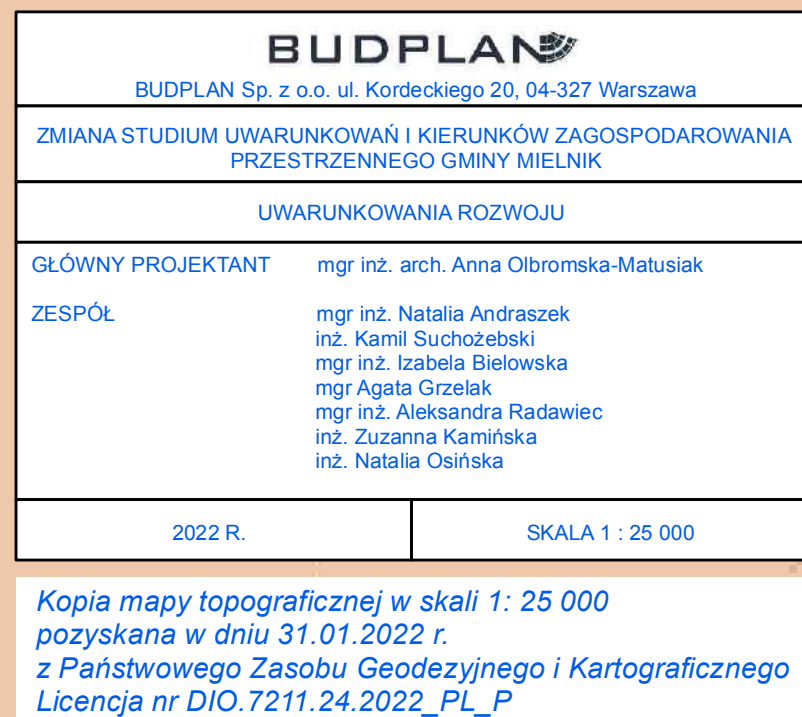 BUDPLAN
BUDPLAN Sp. z o.o. ul. Kordeckiego 20, 04-327 Warszawa
ZMIANA STUDIUM UWARUNKOWAŃ I KIERUNKÓW ZAGOSPODAROWANIA
PRZESTRZENNEGO GMINY MIELNIK
UWARUNKOWANIA ROZWOJU
GŁÓWNY PROJEKTANT mgr inż. arch. Anna Olbromska-Matusiak
ZESPÓŁ mgr inż. Natalia Andraszek
inż. Kamil Suchożebski
mgr inż. Izabela Bielowska
mgr Agata Grzelak
mgr inż. Aleksandra Radawiec
inż. Zuzanna Kamińska
inż. Natalia Osińska
2022 R. SKALA 1 : 25 000
Kopia mapy topograficznej w skali 1: 25 000
pozyskana w dniu 31.01.2022 r.
z Państwowego Zasobu Geodezyjnego i Kartograficznego
Licencja nr DIO.7211.24.2022_PL_P